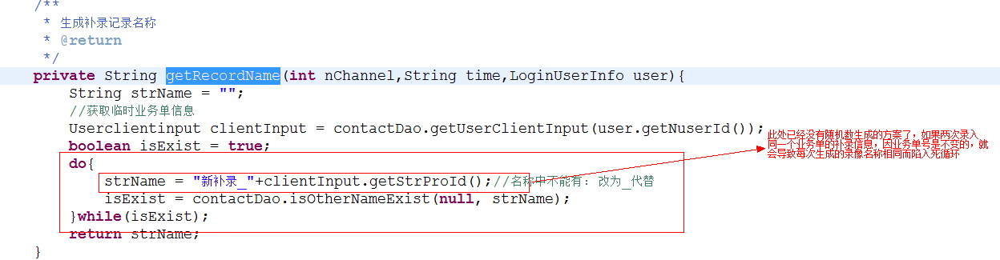 /**
* 生成补录记录名称
* @return
*/
private String getRecordName(int nChannel,String time,LoginUserInfo user){
String strName = "";
//获取临时业务单信息
Userclientinput clientInput = contactDao.getUserClientInput(user.getNuserId());
boolean isExist = true;
do{
strName = "新补录_"+clientInput.getStrProId();//名称中不能有：改为_代替
isExist = contactDao.isOtherNameExist(null, strName);
}while(isExist);
return strName;
}
此处已经没有随机数生成的方案了，如果两次录入
同一个业务单的补录信息，因业务单号是不变的，就
会导致每次生成的录像名称相同而陷入死循环